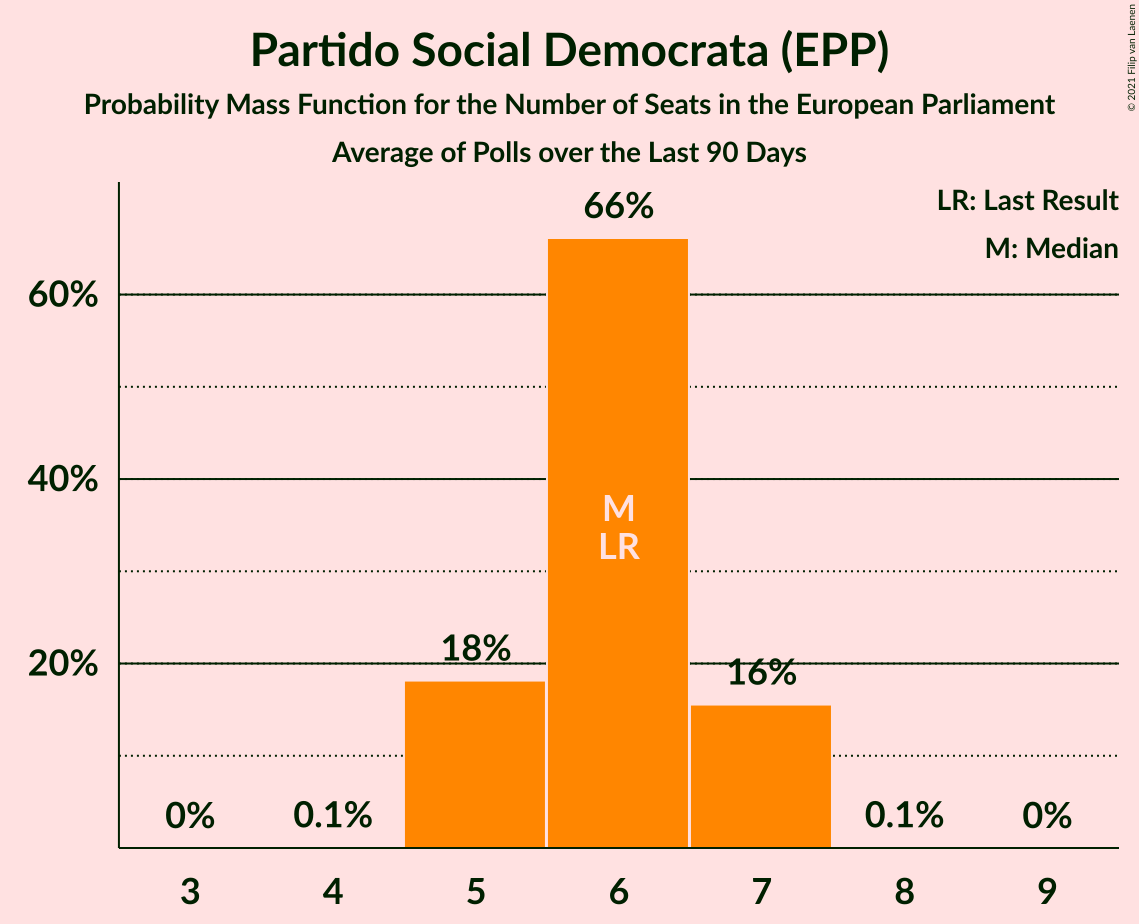 Partido Social Democrata (EPP)
Probability Mass Function for the Number of Seats in the European Parliament
Average of Polls over the Last 90 Days
© 2021 Filip van Laenen
LR: Last Result
M: Median
66%
60%
40%
M
LR
18%
20%
16%
0%
0.1%
0.1%
0%
3
4
5
6
7
8
9